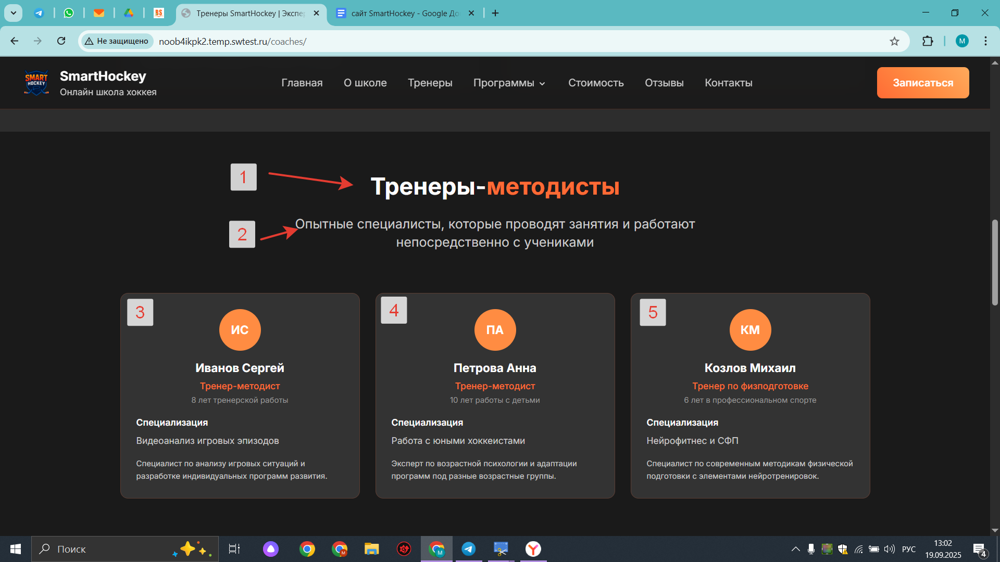 Тренеры SmartHockey | Экспе
сайт SmartHockey - Google До
Не защищено
noob4ikpk2.temp.swtest.ru/coaches/
M
SMART
HOCKEY
SmartHockey
Онлайн школа хоккея
Главная
О школе
Тренеры
Программы
Стоимость
Отзывы
Контакты
Записаться
1
Тренеры-методисты
2
Опытные специалисты, которые проводят занятия и работают
непосредственно с учениками
3
ИС
Иванов Сергей
Тренер-методист
8 лет тренерской работы
Специализация
Видеоанализ игровых эпизодов
Специалист по анализу игровых ситуаций и
разработке индивидуальных программ развития.
4
ПА
Петрова Анна
Тренер-методист
10 лет работы с детьми
Специализация
Работа с юными хоккеистами
Эксперт по возрастной психологии и адаптации
программ под разные возрастные группы.
5
КМ
Козлов Михаил
Тренер по физподготовке
6 лет в профессиональном спорте
Специализация
Нейрофитнес и СФП
Специалист по современным методикам физической
подготовки с элементами нейротренировок.
Поиск
РУС
13:02
19.09.2025
4